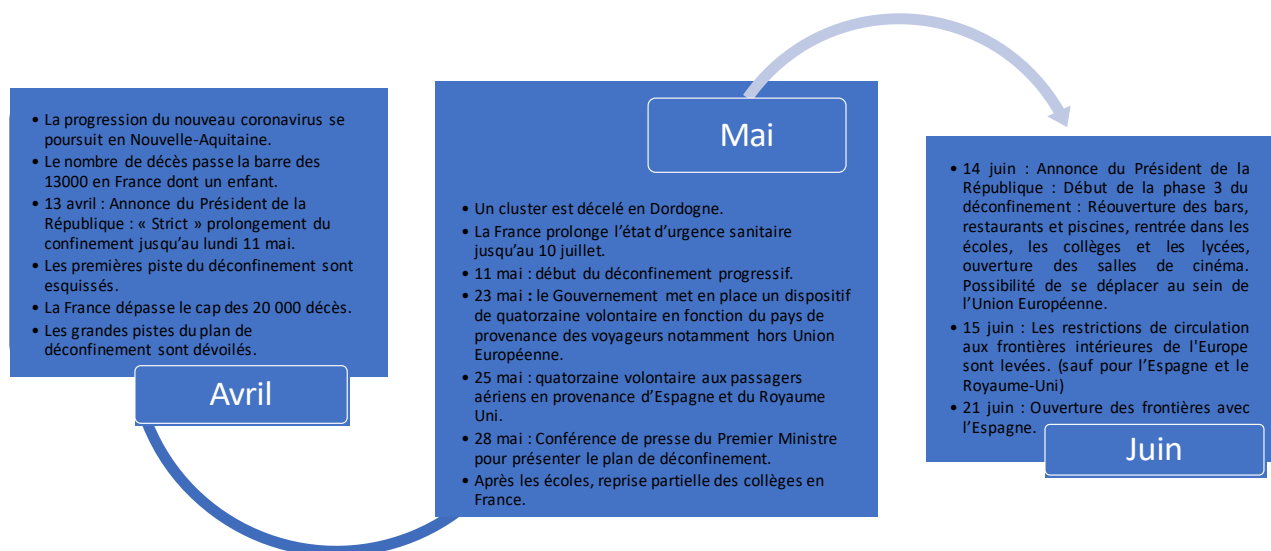 • La progression du nouveau coronavirus se
poursuit en Nouvelle-Aquitaine.
• Le nombre de décès passe la barre des
13000 en France dont un enfant.
• 13 avril : Annonce du Président de la
République : « Strict » prolongement du
confinement jusqu’au lundi 11 mai.
• Les premières piste du déconfinement sont
esquissés.
• La France dépasse le cap des 20 000 décès.
• Les grandes pistes du plan de
déconfinement sont dévoilés.
Avril
Mai
• Un cluster est décelé en Dordogne.
• La France prolonge l’état d’urgence sanitaire
jusqu’au 10 juillet.
• 11 mai : début du déconfinement progressif.
• 23 mai : le Gouvernement met en place un dispositif
de quatorzaine volontaire en fonction du pays de
provenance des voyageurs notamment hors Union
Européenne.
• 25 mai : quatorzaine volontaire aux passagers
aériens en provenance d’Espagne et du Royaume
Uni.
• 28 mai : Conférence de presse du Premier Ministre
pour présenter le plan de déconfinement.
• Après les écoles, reprise partielle des collèges en
France.
• 14 juin : Annonce du Président de la
République : Début de la phase 3 du
déconfinement : Réouverture des bars,
restaurants et piscines, rentrée dans les
écoles, les collèges et les lycées,
ouverture des salles de cinéma.
Possibilité de se déplacer au sein de
l’Union Européenne.
• 15 juin : Les restrictions de circulation
aux frontières intérieures de l'Europe
sont levées. (sauf pour l’Espagne et le
Royaume-Uni)
• 21 juin : Ouverture des frontières avec
l’Espagne.
Juin